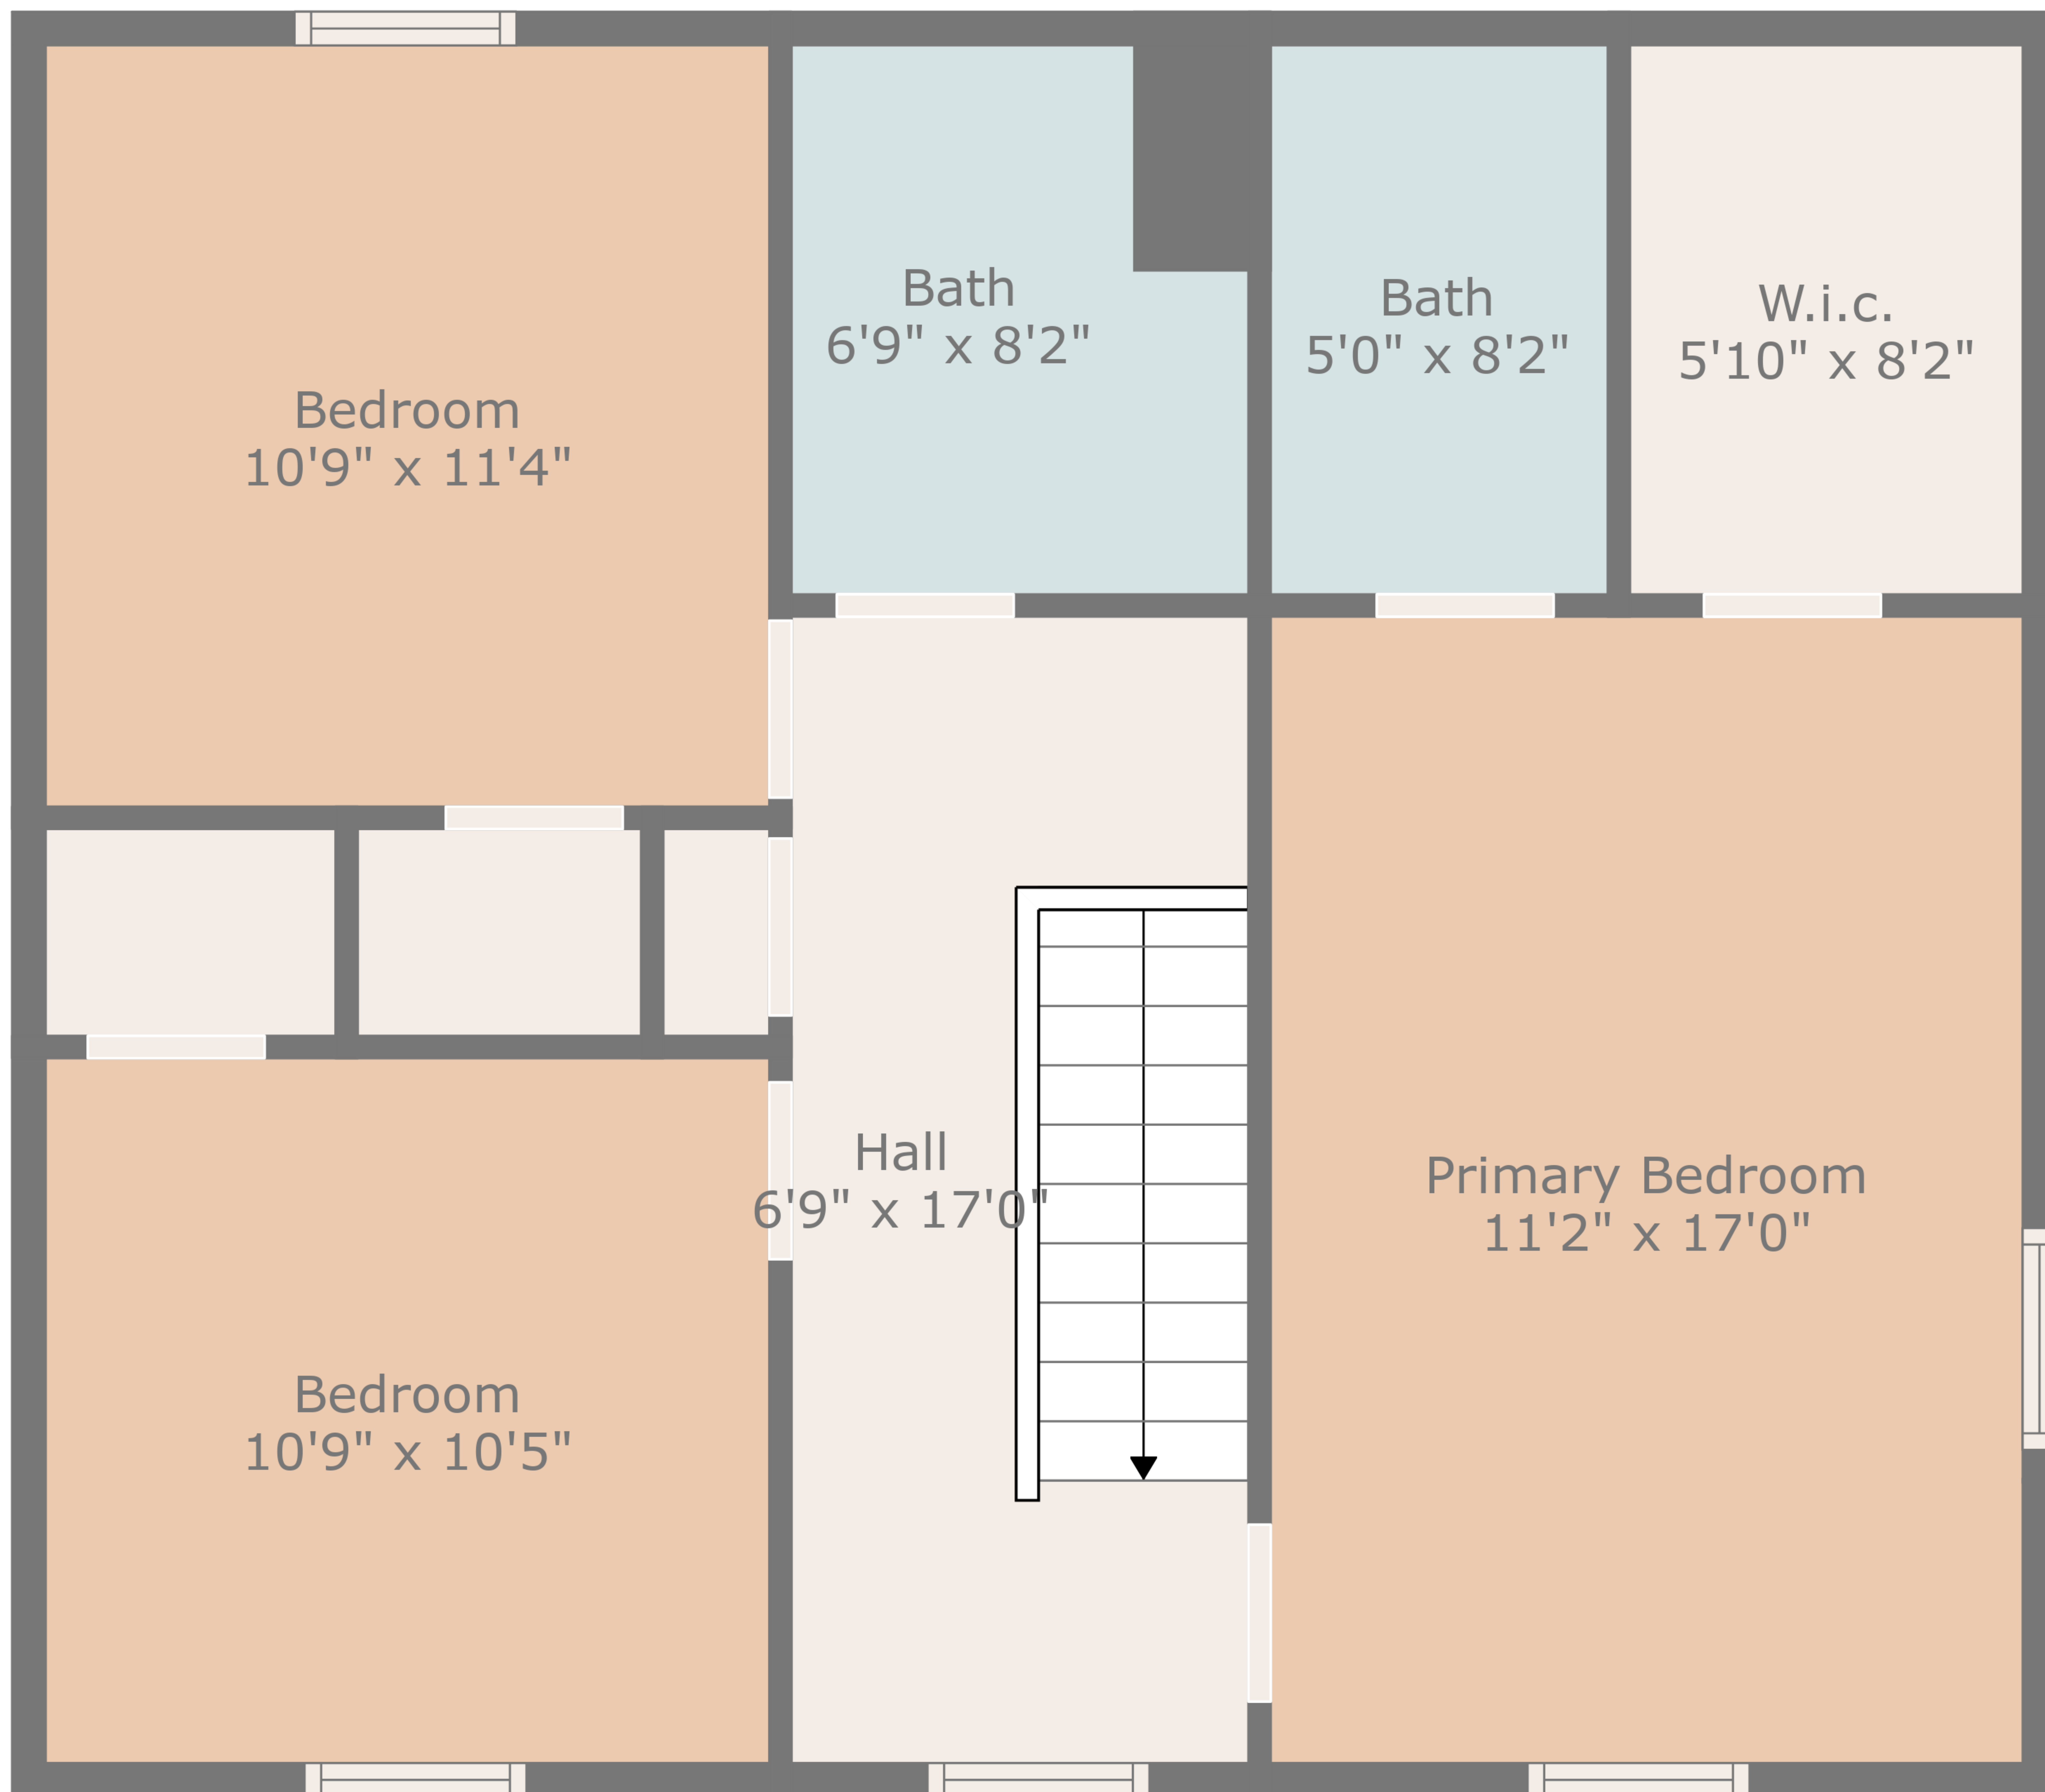 Bath
6'9" x 8'2"
Bath
5'0" x 8'2"
W.i.c.
5'10" x 8'2"
Bedroom
10'9" x 11'4"
Hall
6'9" x 17'0"
Primary Bedroom
11'2" x 17'0"
Bedroom
10'9" x 10'5"